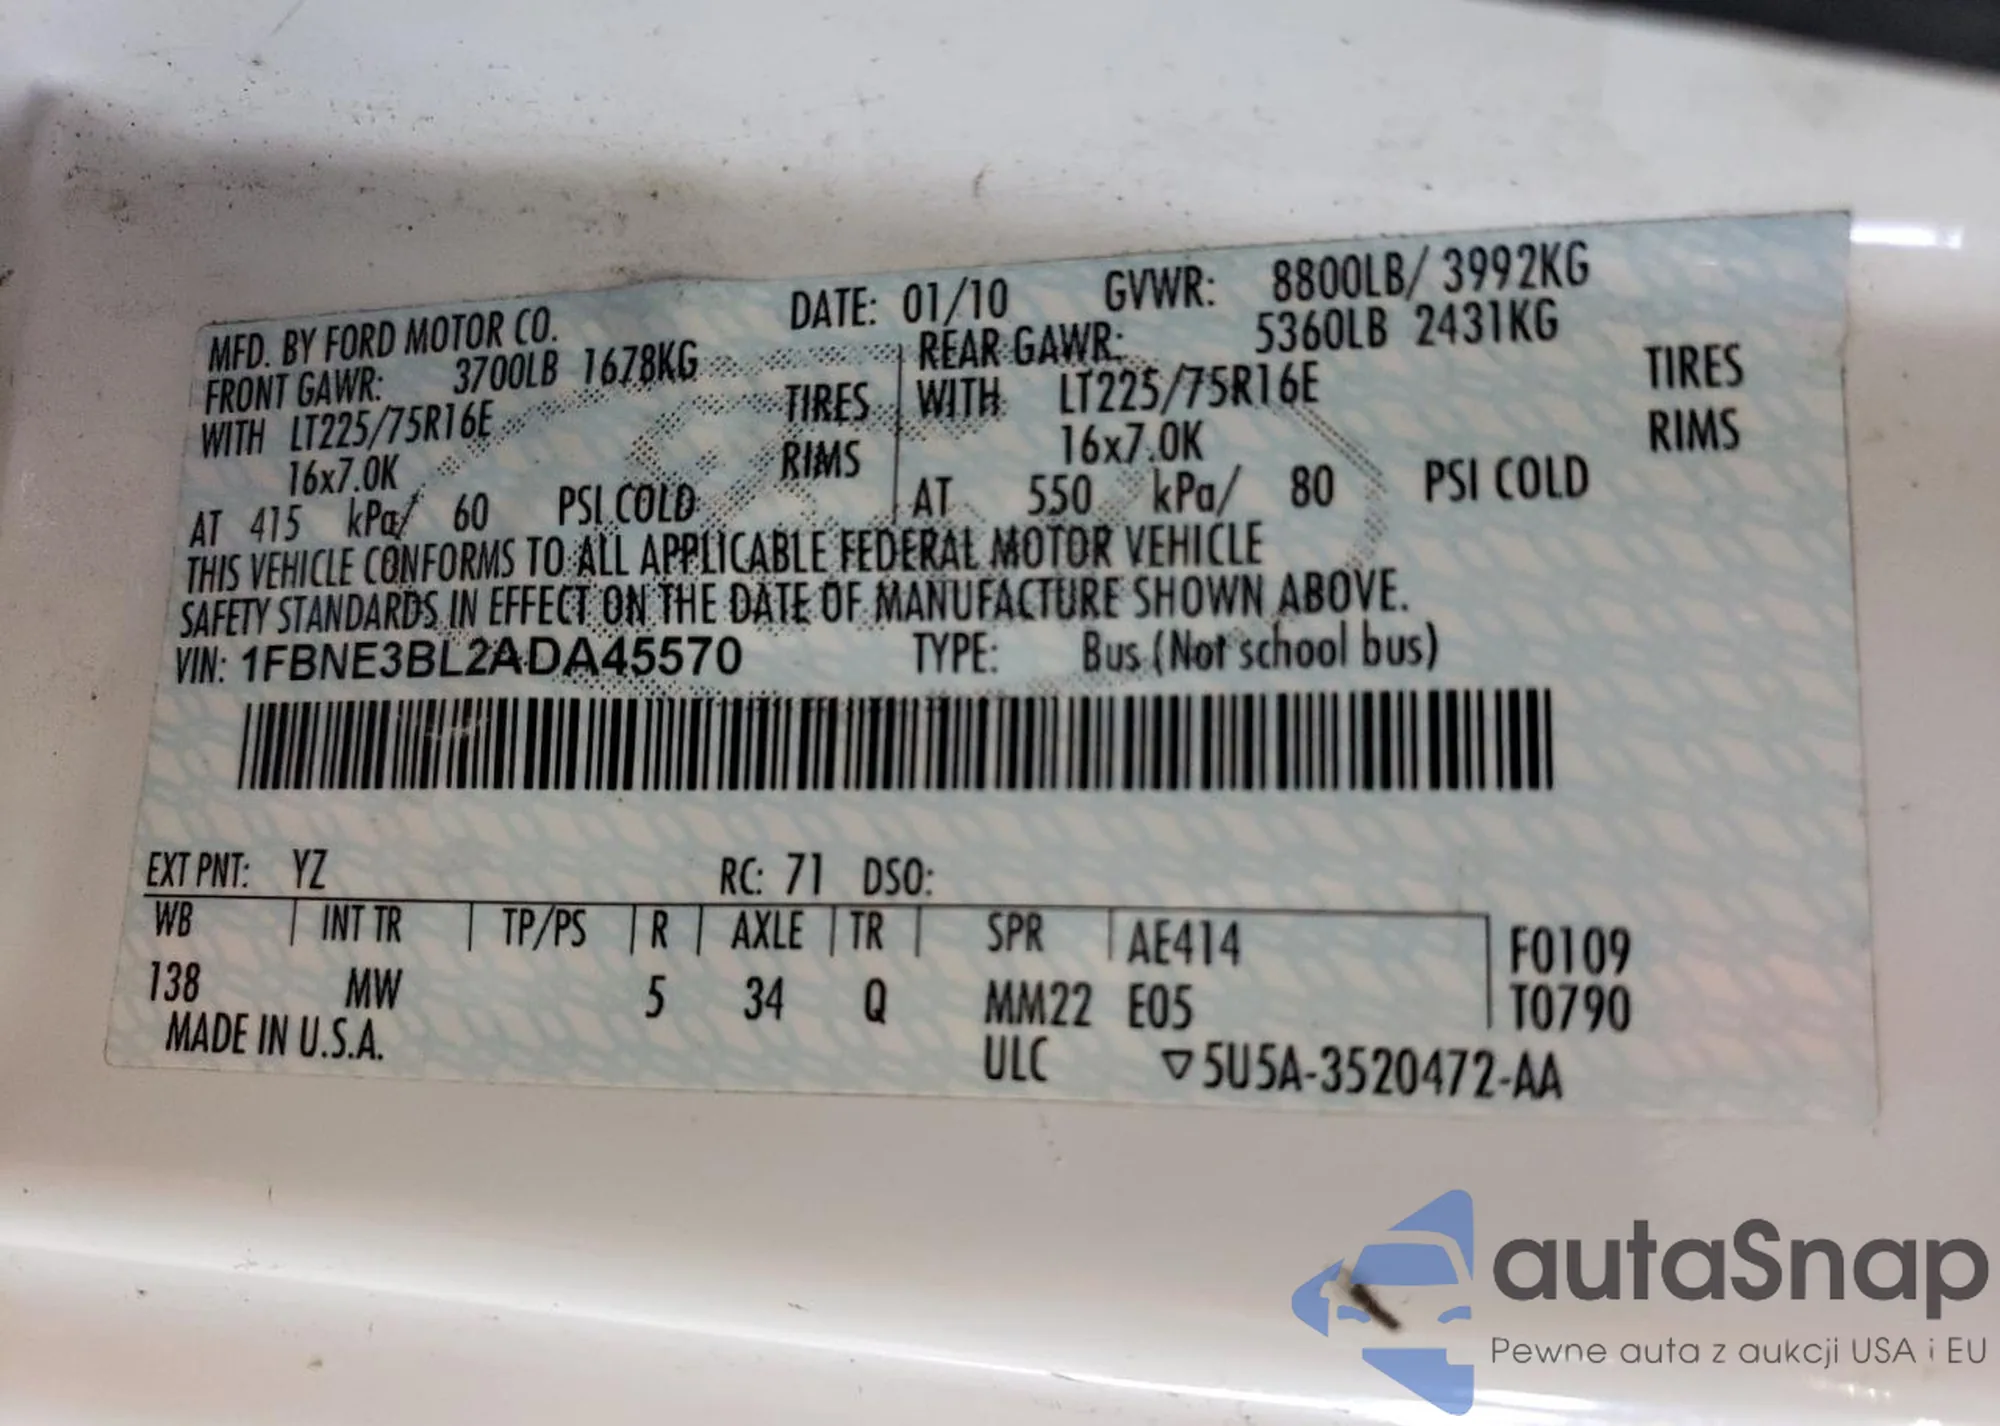 MFD. BY FORD MOTOR CO. DATE: 01/10 GVWR: 8800LB/ 3992KG
FRONT GAWR: 3700LB 1678KG REAR GAWR: 5360LB 2431KG
WITH LT225/75R16E TIRES WITH LT225/75R16E TIRES
16x7.0K RIMS 16x7.0K RIMS
AT 415 kPa/ 60 PSI COLD AT 550 kPa/ 80 PSI COLD
THIS VEHICLE CONFORMS TO ALL APPLICABLE FEDERAL MOTOR VEHICLE
SAFETY STANDARDS IN EFFECT ON THE DATE OF MANUFACTURE SHOWN ABOVE.
VIN: 1FBNE3BL2ADA45570 TYPE: Bus (Not school bus)
EXT PNT: YZ RC: 71 DSO:
WB INT TR TP/PS R AXLE TR SPR AE414 F0109
138 MW 5 34 Q MM22 E05 T0790
MADE IN U.S.A. ULC ▽5U5A-3520472-AA
autaSnap
Pewne auta z aukcji USA i EU